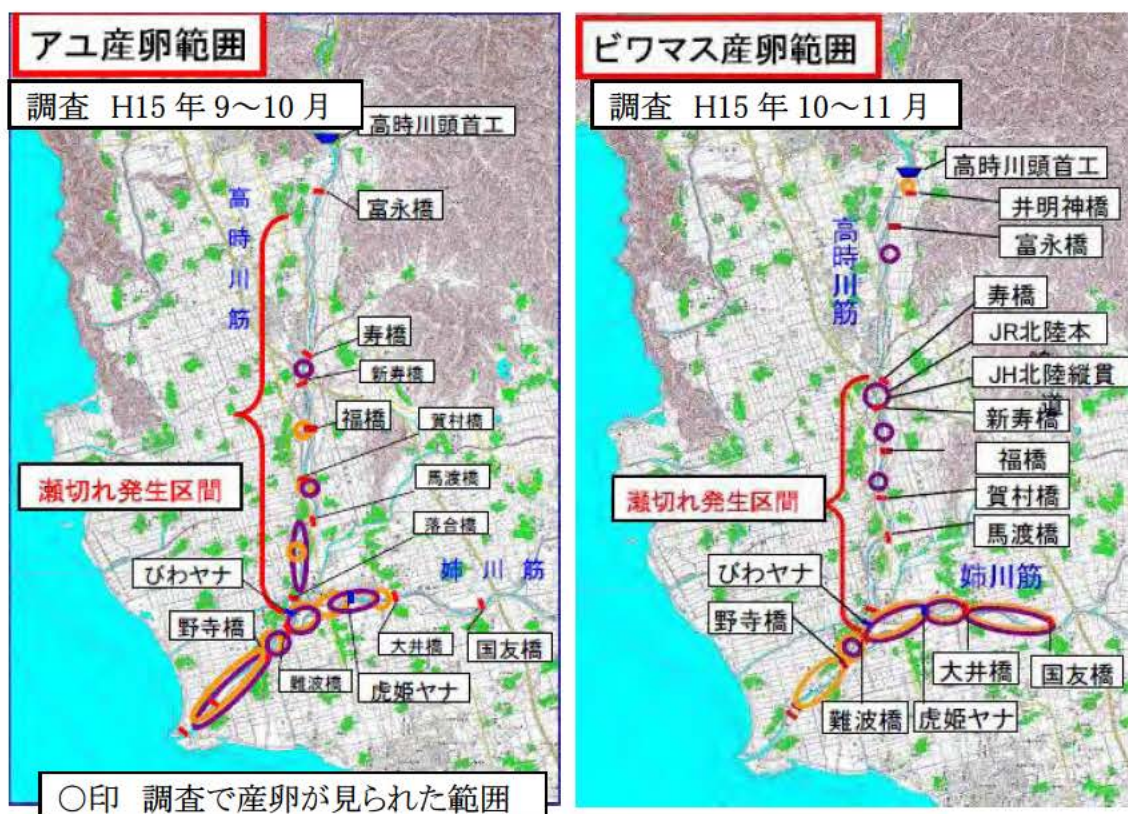 アユ産卵範囲
調査 H15年9～10月
高時川頭首工
富永橋
高時川筋
寿橋
新寿橋
福橋
賀村橋
馬渡橋
瀬切れ発生区間
落合橋
姉川筋
びわヤナ
野寺橋
大井橋
国友橋
難波橋
虎姫ヤナ
○印 調査で産卵が見られた範囲
ビワマス産卵範囲
調査 H15年10～11月
高時川頭首工
井明神橋
高時川筋
富永橋
寿橋
JR北陸本
JH北陸縦貫
道
新寿橋
福橋
瀬切れ発生区間
賀村橋
馬渡橋
びわヤナ
姉川筋
野寺橋
大井橋
国友橋
難波橋
虎姫ヤナ